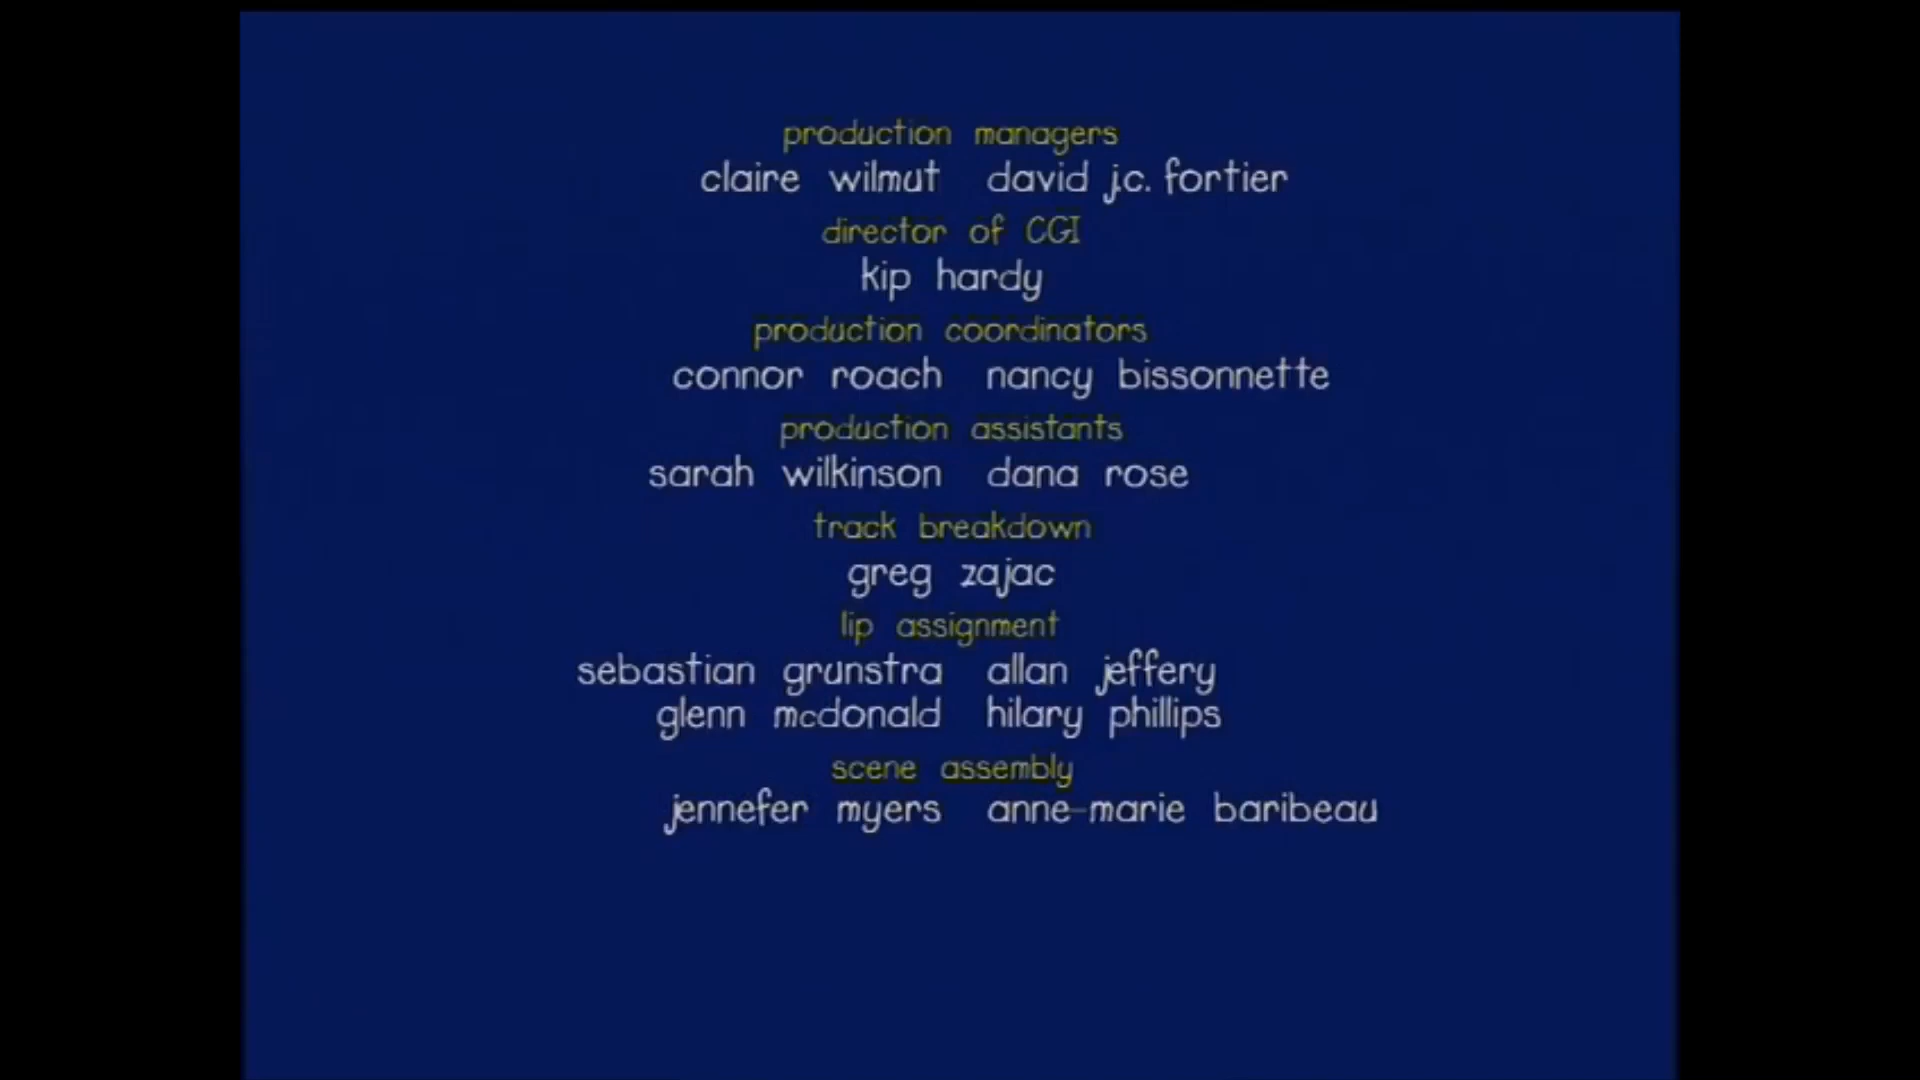 production managers
claire wilmut david j.c. fortier
director of CGI
kip hardy
production coordinators
connor roach nancy bissonnette
production assistants
sarah wilkinson dana rose
track breakdown
greg zajac
lip assignment
sebastian grunstra allan jeffery
glenn mcdonald hilary phillips
scene assembly
jennefer myers anne-marie baribeau